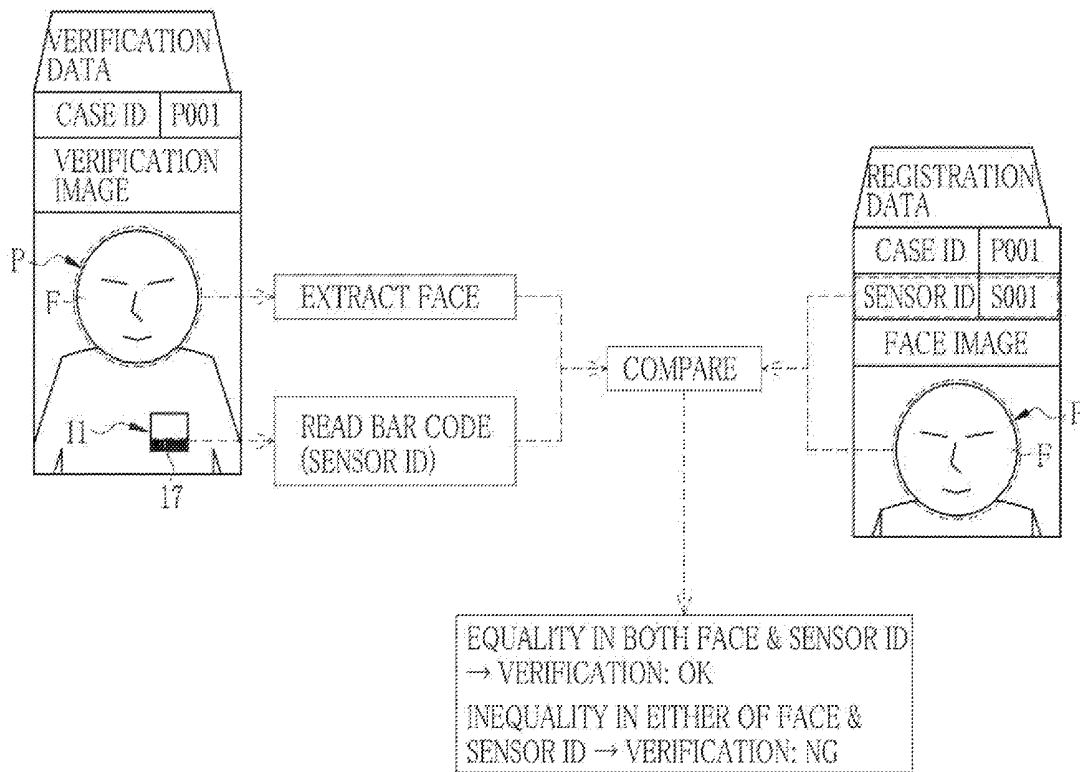 VERIFICATION
DATA
CASE ID P001
VERIFICATION
IMAGE
P
F
11
17
EXTRACT FACE
READ BAR CODE
(SENSOR ID)
COMPARE
REGISTRATION
DATA
CASE ID P001
SENSOR ID S001
FACE IMAGE
P
F
EQUALITY IN BOTH FACE & SENSOR ID
→ VERIFICATION: OK
INEQUALITY IN EITHER OF FACE &
SENSOR ID → VERIFICATION: NG